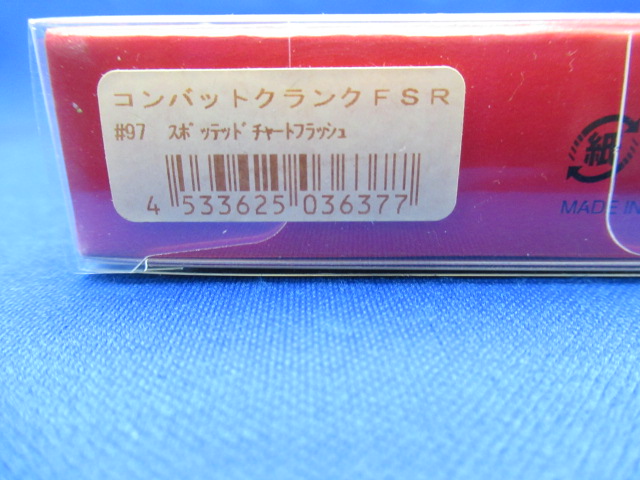 コンバットクランクＦＳＲ
#97 ｽﾎﾟｯﾃｯﾄﾞﾁｬｰﾄﾌﾗｯｼｭ
4 533625 036377
紙
MADE IN